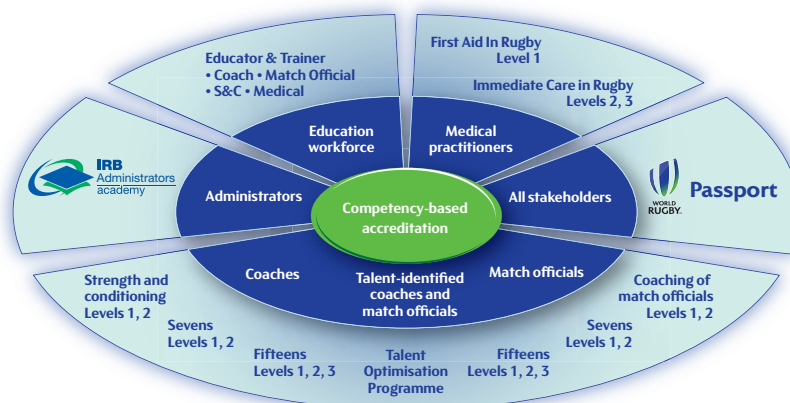 Educator & Trainer
• Coach • Match Official
• S&C • Medical
First Aid In Rugby
Level 1
Immediate Care in Rugby
Levels 2, 3
Education
workforce
Medical
practitioners
IRB
Administrators
academy
Administrators
Competency-based
accreditation
All stakeholders
WORLD
RUGBY
Passport
Coaches
Talent-identified
coaches and
match officials
Match officials
Strength and
conditioning
Levels 1, 2
Sevens
Levels 1, 2
Fifteens
Levels 1, 2, 3
Talent
Optimisation
Programme
Fifteens
Levels 1, 2, 3
Sevens
Levels 1, 2
Coaching of
match officials
Levels 1, 2